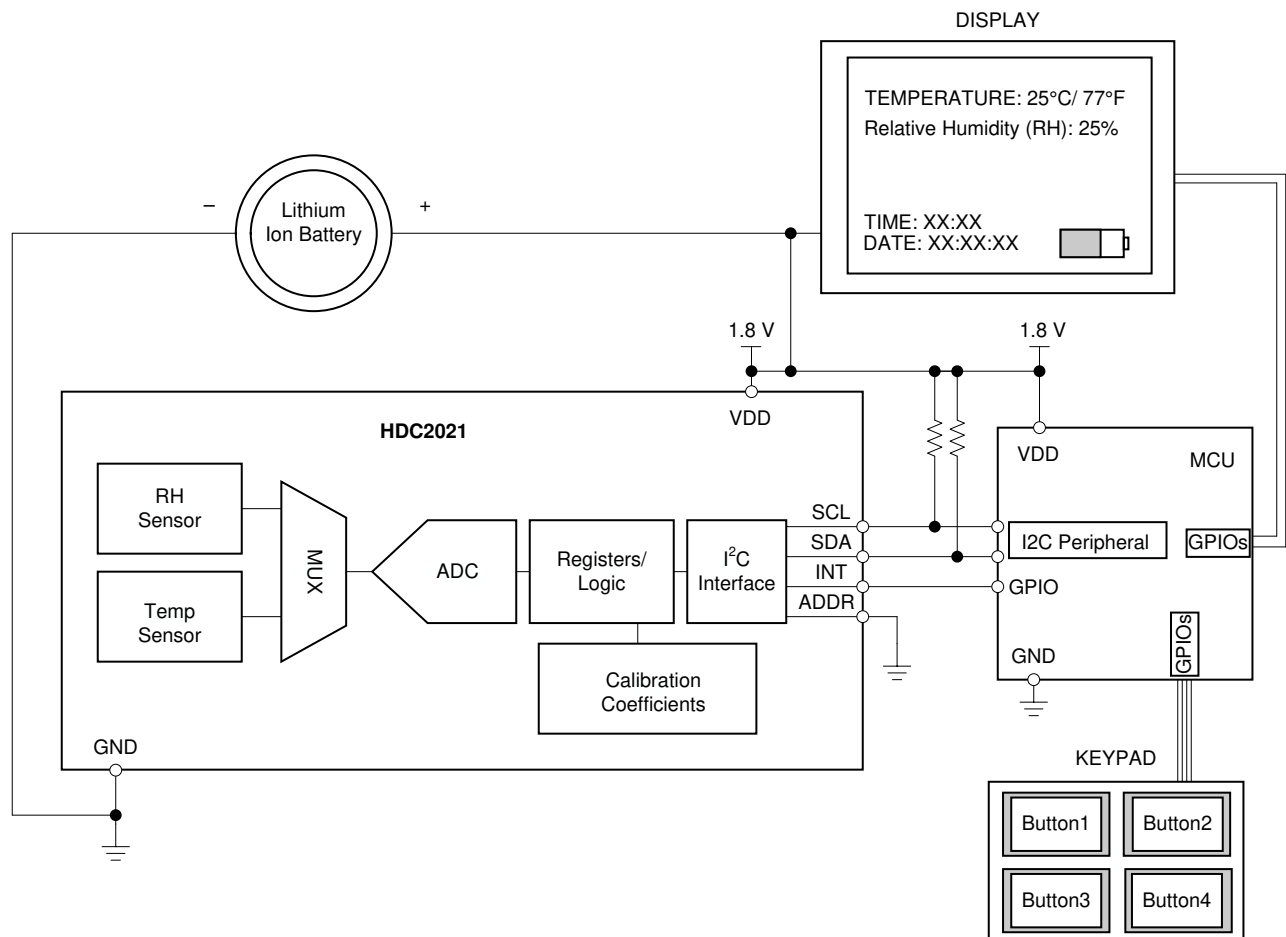 DISPLAY
TEMPERATURE: 25°C/ 77°F
Relative Humidity (RH): 25%
TIME: XX:XX
DATE: XX:XX:XX
–
Lithium
Ion Battery
+
1.8 V
1.8 V
VDD
HDC2021
RH
Sensor
Temp
Sensor
MUX
ADC
Registers/
Logic
I²C
Interface
Calibration
Coefficients
SCL
SDA
INT
ADDR
GND
VDD
MCU
I2C Peripheral
GPIOs
GPIO
GND
GPIOs
KEYPAD
Button1
Button2
Button3
Button4